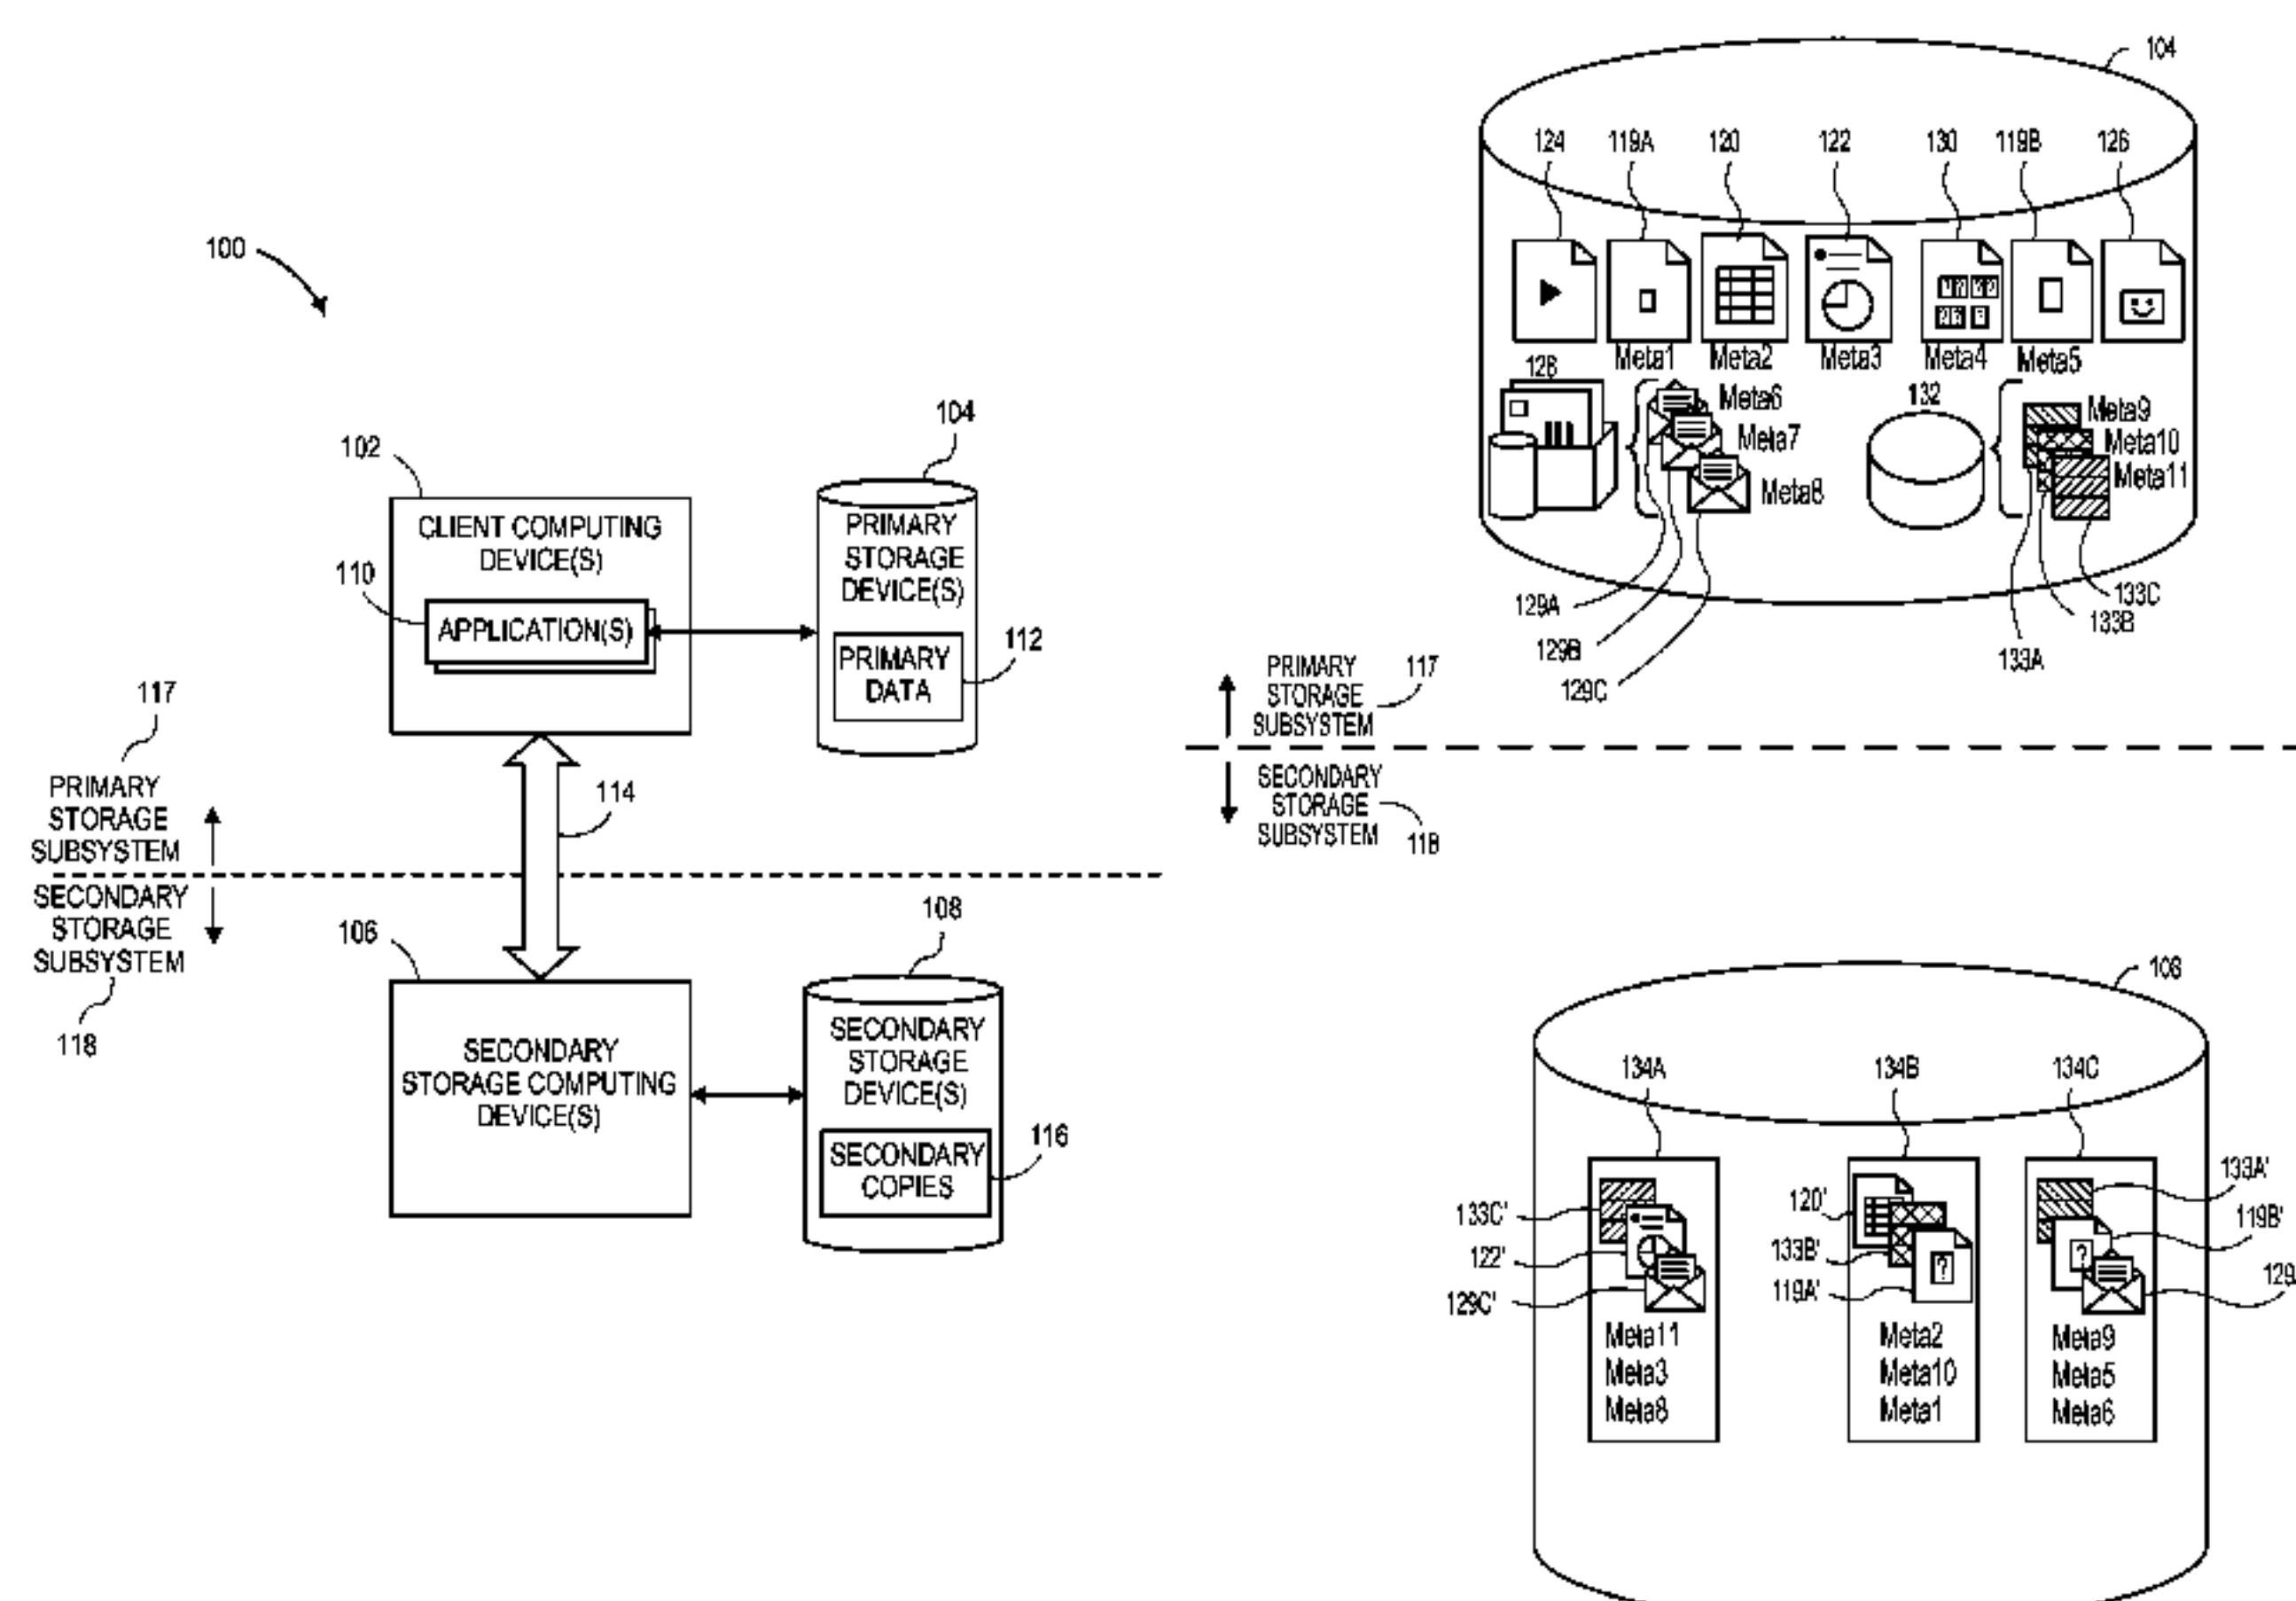 100
102
104
CLIENT COMPUTING
DEVICE(S)
110
APPLICATION(S)
PRIMARY
STORAGE
DEVICE(S)
PRIMARY
DATA
112
117
PRIMARY
STORAGE
SUBSYSTEM
114
SECONDARY
STORAGE
SUBSYSTEM
118
106
108
SECONDARY
STORAGE COMPUTING
DEVICE(S)
SECONDARY
STORAGE
DEVICE(S)
SECONDARY
COPIES
116
104
124 119A 120 122 130 119B 126
Meta1 Meta2 Meta3 Meta4 Meta5
128
Meta6
Meta7
Meta8
132
Meta9
Meta10
Meta11
129A
129B
129C
133C
133B
133A
PRIMARY
STORAGE
SUBSYSTEM
117
SECONDARY
STORAGE
SUBSYSTEM
118
108
134A 134B 134C
133C'
122'
129C'
Meta11
Meta3
Meta8
120'
133B'
119A'
Meta2
Meta10
Meta1
133A'
119B'
129
Meta9
Meta5
Meta6